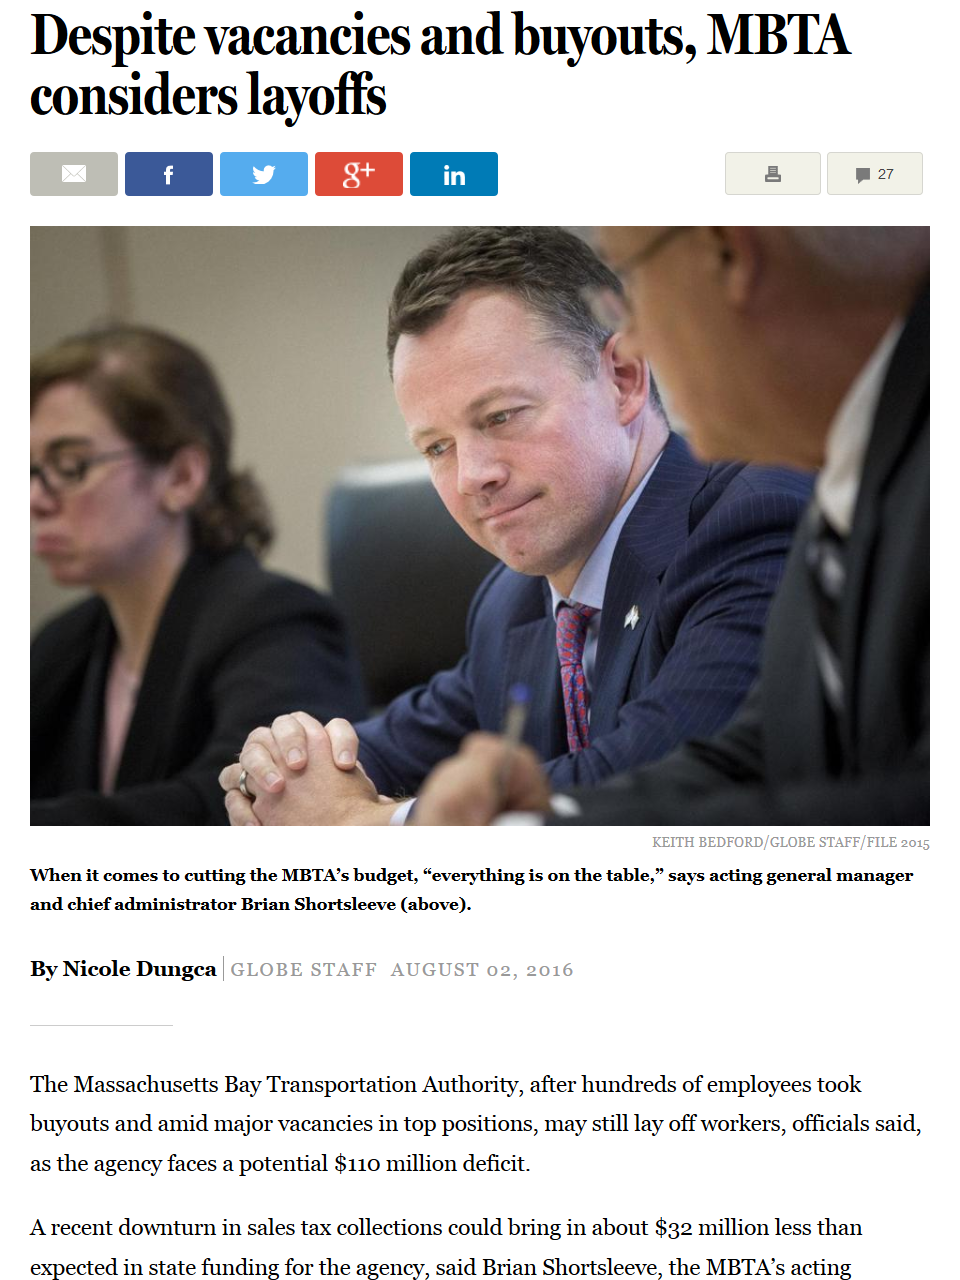 Despite vacancies and buyouts, MBTA
considers layoffs
f
g+
in
27
KEITH BEDFORD/GLOBE STAFF/FILE 2015
When it comes to cutting the MBTA’s budget, “everything is on the table,” says acting general manager
and chief administrator Brian Shortsleeve (above).
By Nicole Dungca GLOBE STAFF AUGUST 02, 2016
The Massachusetts Bay Transportation Authority, after hundreds of employees took
buyouts and amid major vacancies in top positions, may still lay off workers, officials said,
as the agency faces a potential $110 million deficit.
A recent downturn in sales tax collections could bring in about $32 million less than
expected in state funding for the agency, said Brian Shortsleeve, the MBTA’s acting